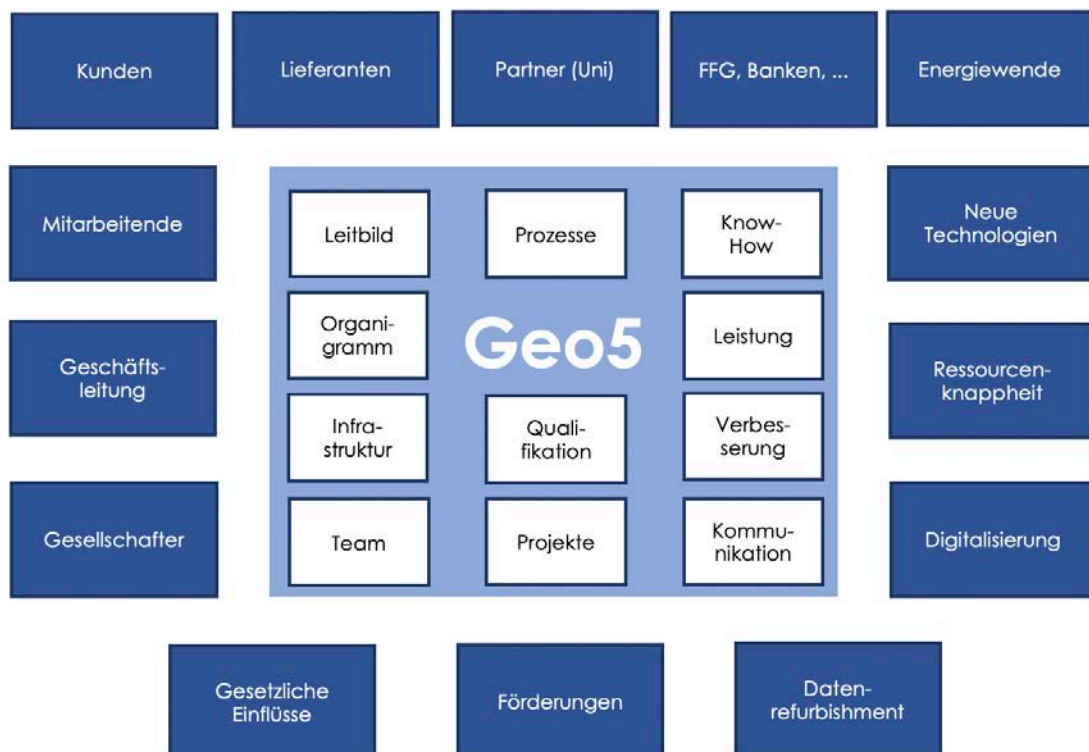 Kunden
Lieferanten
Partner (Uni)
FFG, Banken, ...
Energiewende
Mitarbeitende
Leitbild
Prozesse
Know-
How
Neue
Technologien
Organi-
gramm
Geo5
Leistung
Geschäfts-
leitung
Ressourcen-
knappheit
Infra-
struktur
Quali-
fikation
Verbes-
serung
Gesellschafter
Team
Projekte
Kommu-
nikation
Digitalisierung
Gesetzliche
Einflüsse
Förderungen
Daten-
refurbishment